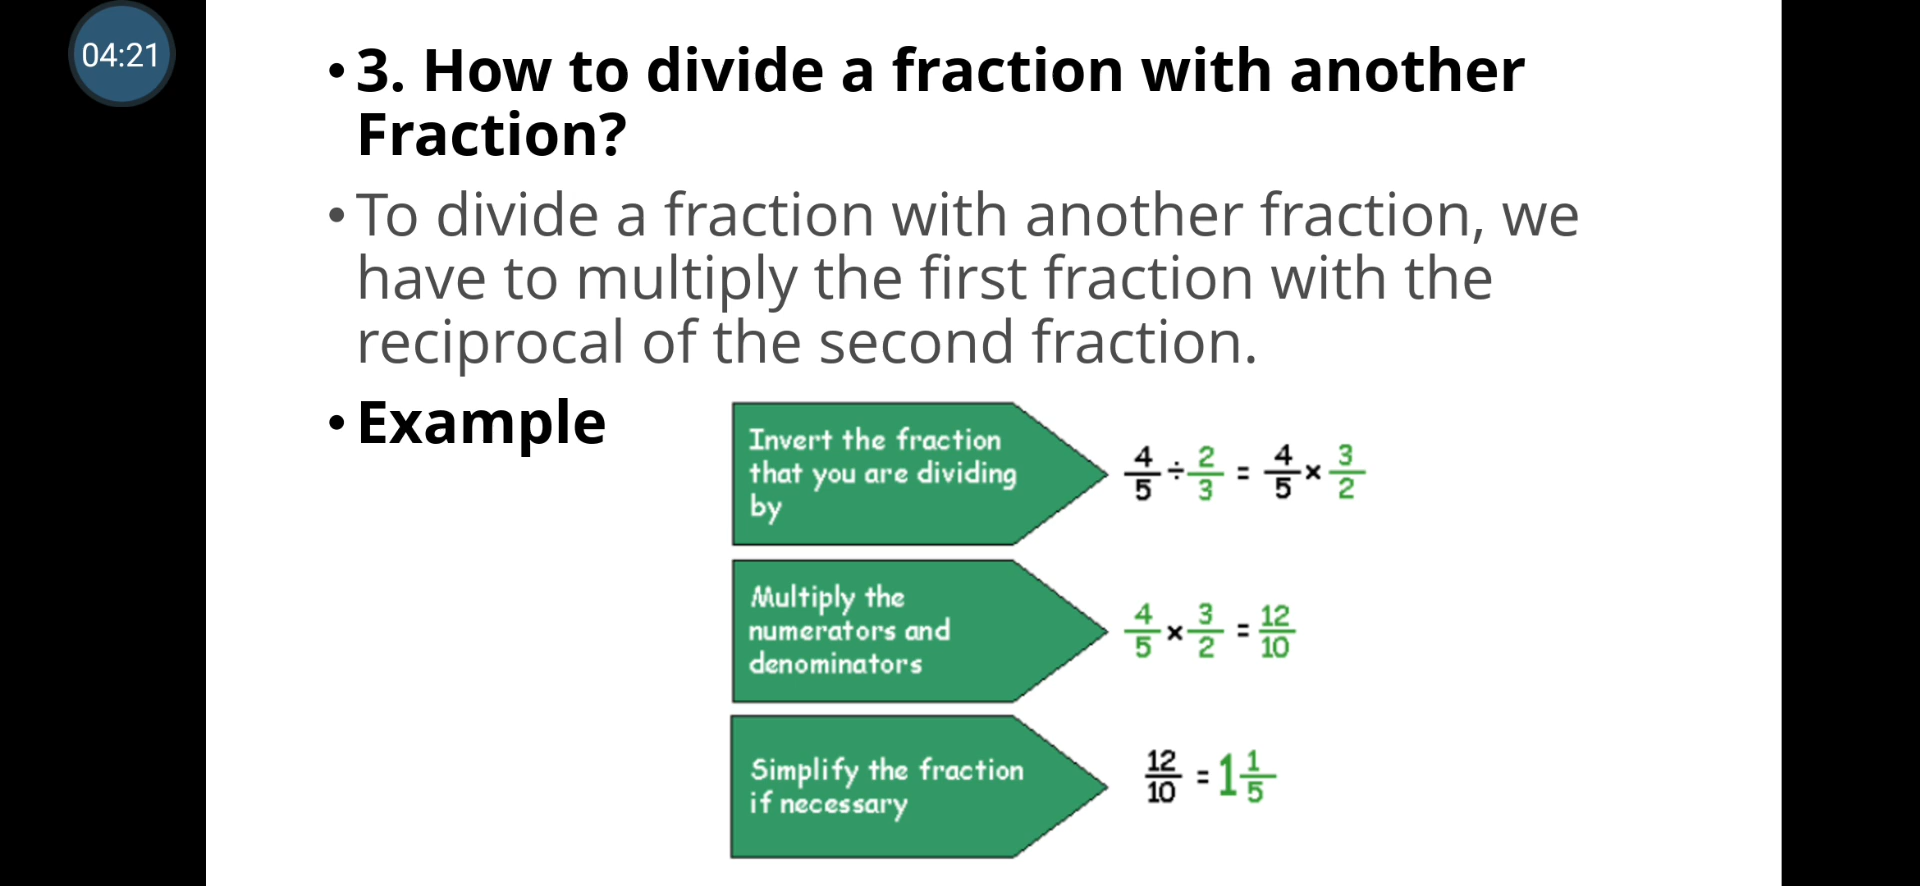 04:21
• 3. How to divide a fraction with another
Fraction?
• To divide a fraction with another fraction, we
have to multiply the first fraction with the
reciprocal of the second fraction.
• Example
Invert the fraction
that you are dividing
by
4/5 ÷ 2/3 = 4/5 × 3/2
Multiply the
numerators and
denominators
4/5 × 3/2 = 12/10
Simplify the fraction
if necessary
12/10 = 1 1/5